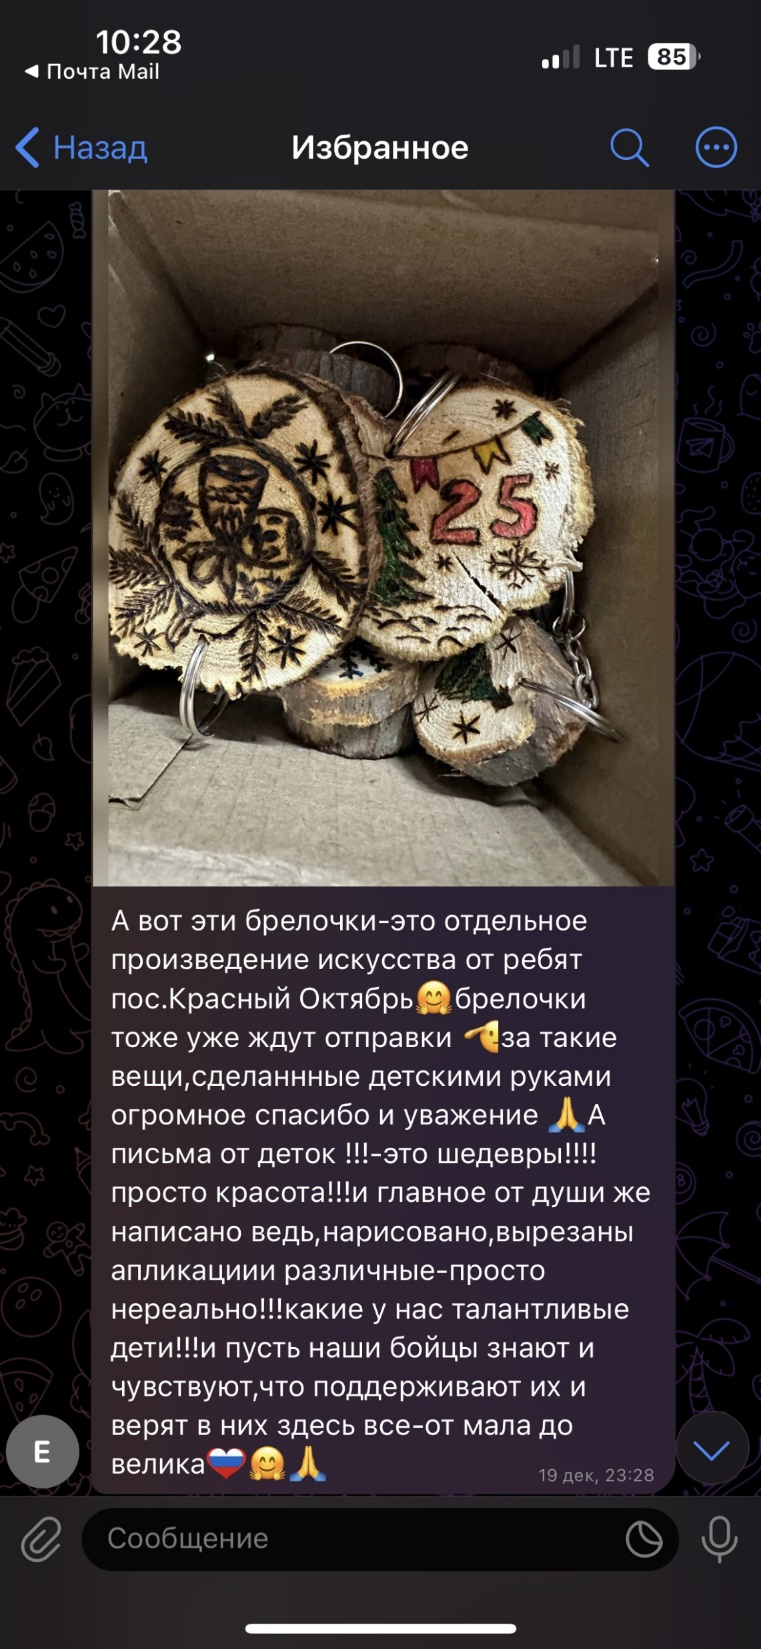 10:28
LTE 85
Почта Mail
Назад
Избранное
25
А вот эти брелочки-это отдельное
произведение искусства от ребят
пос.Красный Октябрь🤗брелочки
тоже уже ждут отправки 🫡за такие
вещи,сделаннные детскими руками
огромное спасибо и уважение 🙏А
письма от деток !!!-это шедевры!!!!
просто красота!!!и главное от души же
написано ведь,нарисовано,вырезаны
апликациии различные-просто
нереально!!!какие у нас талантливые
дети!!!и пусть наши бойцы знают и
чувствуют,что поддерживают их и
верят в них здесь все-от мала до
велика🤗🙏
19 дек, 23:28
Е
Сообщение